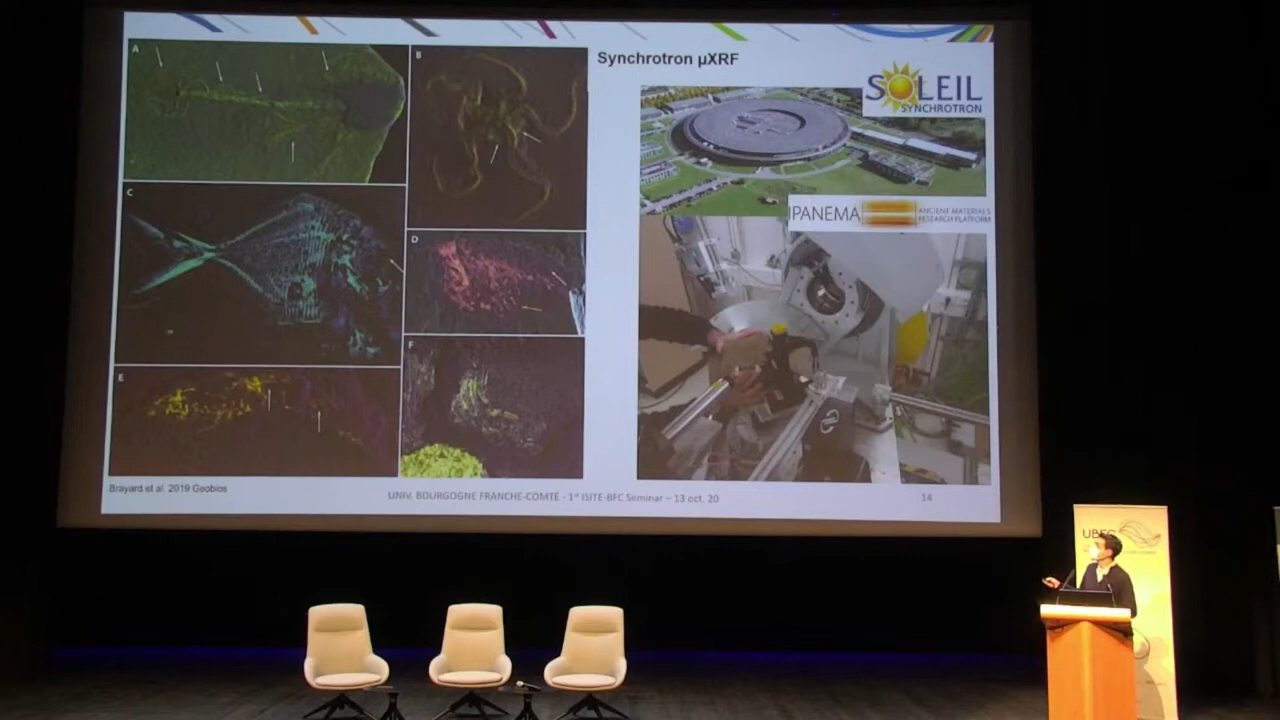 A
B
C
D
E
F
Synchrotron µXRF
SOLEIL
SYNCHROTRON
IPANEMA
ANCIENT MATERIALS
RESEARCH PLATFORM
Brayard et al. 2019 Geobios
UNIV. BOURGOGNE FRANCHE-COMTÉ - 1st ISITE-BFC Seminar – 13 oct. 20
14
UBFC